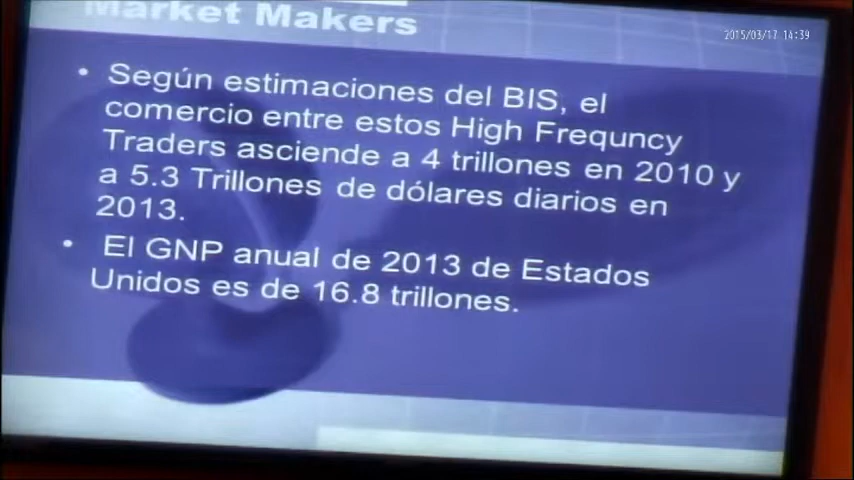 Market Makers
2015/03/17 14:39
• Según estimaciones del BIS, el
comercio entre estos High Frequncy
Traders asciende a 4 trillones en 2010 y
a 5.3 Trillones de dólares diarios en
2013.
• El GNP anual de 2013 de Estados
Unidos es de 16.8 trillones.